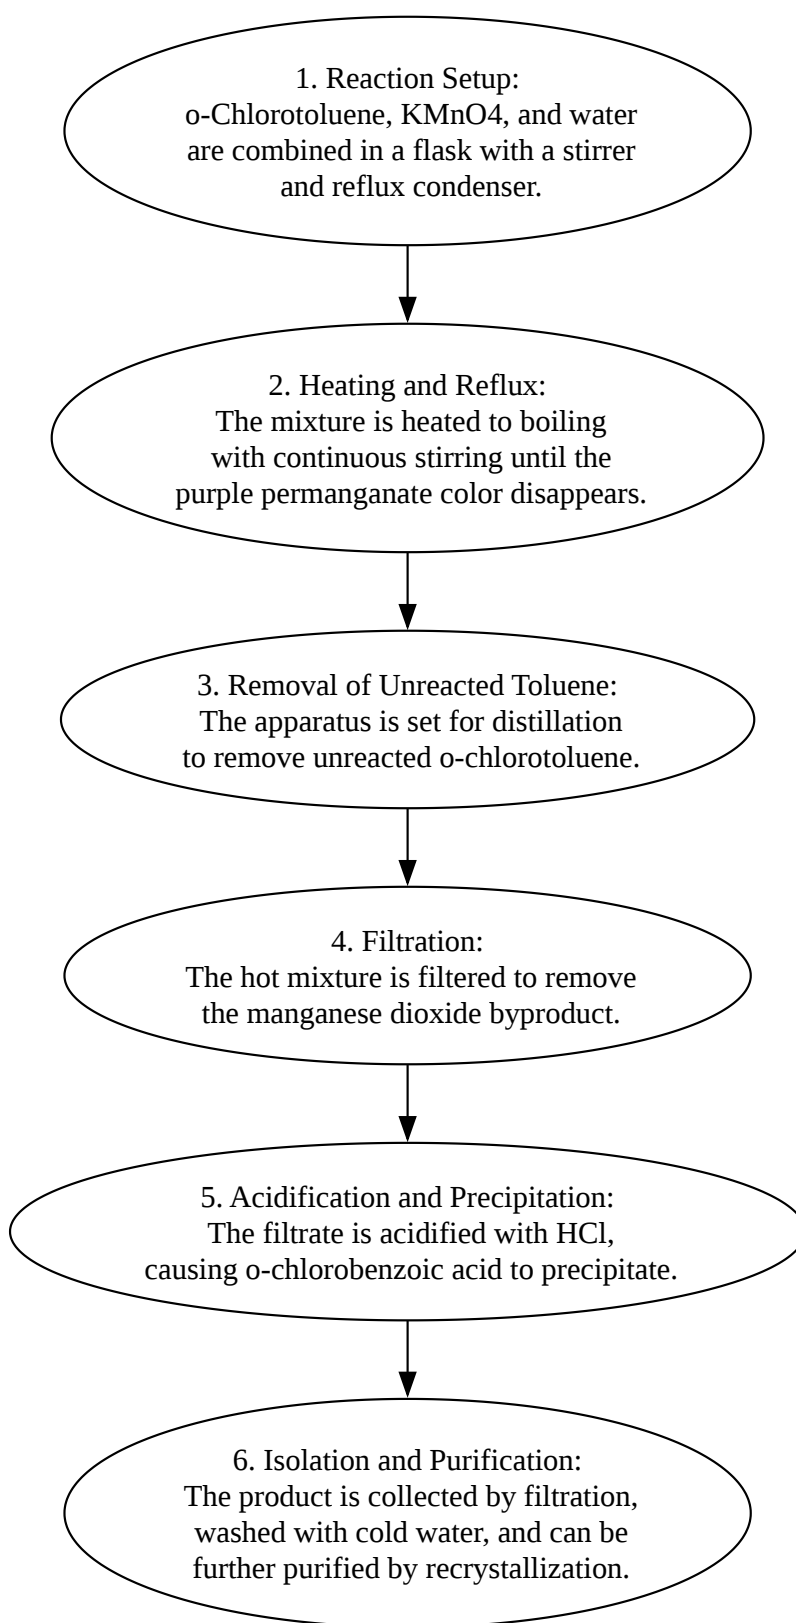 1. Reaction Setup:
o-Chlorotoluene, KMnO4, and water
are combined in a flask with a stirrer
and reflux condenser.
2. Heating and Reflux:
The mixture is heated to boiling
with continuous stirring until the
purple permanganate color disappears.
3. Removal of Unreacted Toluene:
The apparatus is set for distillation
to remove unreacted o-chlorotoluene.
4. Filtration:
The hot mixture is filtered to remove
the manganese dioxide byproduct.
5. Acidification and Precipitation:
The filtrate is acidified with HCl,
causing o-chlorobenzoic acid to precipitate.
6. Isolation and Purification:
The product is collected by filtration,
washed with cold water, and can be
further purified by recrystallization.